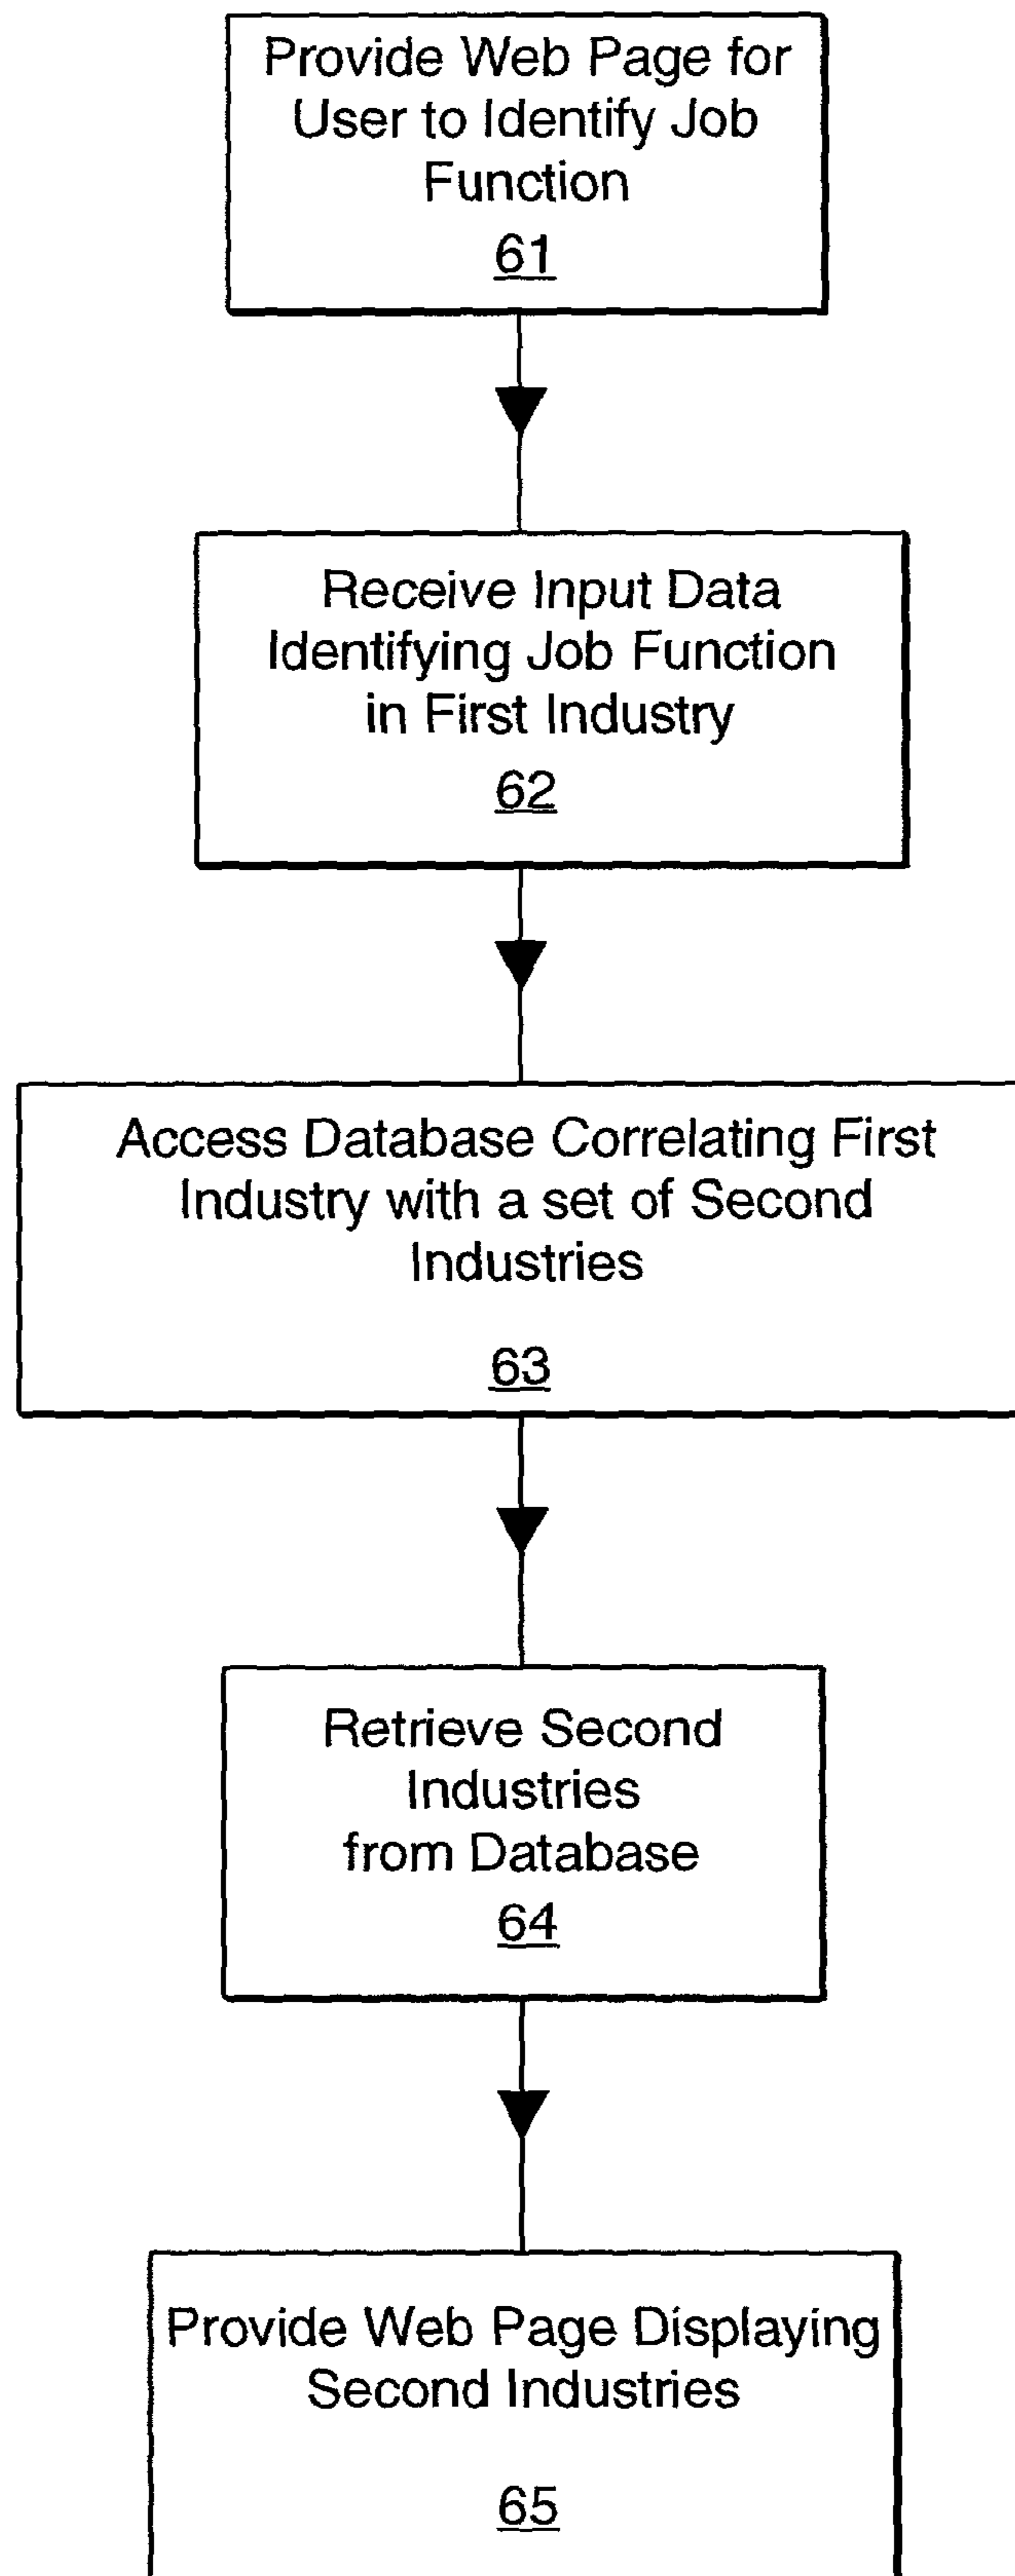 Provide Web Page for
User to Identify Job
Function
61
Receive Input Data
Identifying Job Function
in First Industry
62
Access Database Correlating First
Industry with a set of Second
Industries
63
Retrieve Second
Industries
from Database
64
Provide Web Page Displaying
Second Industries
65